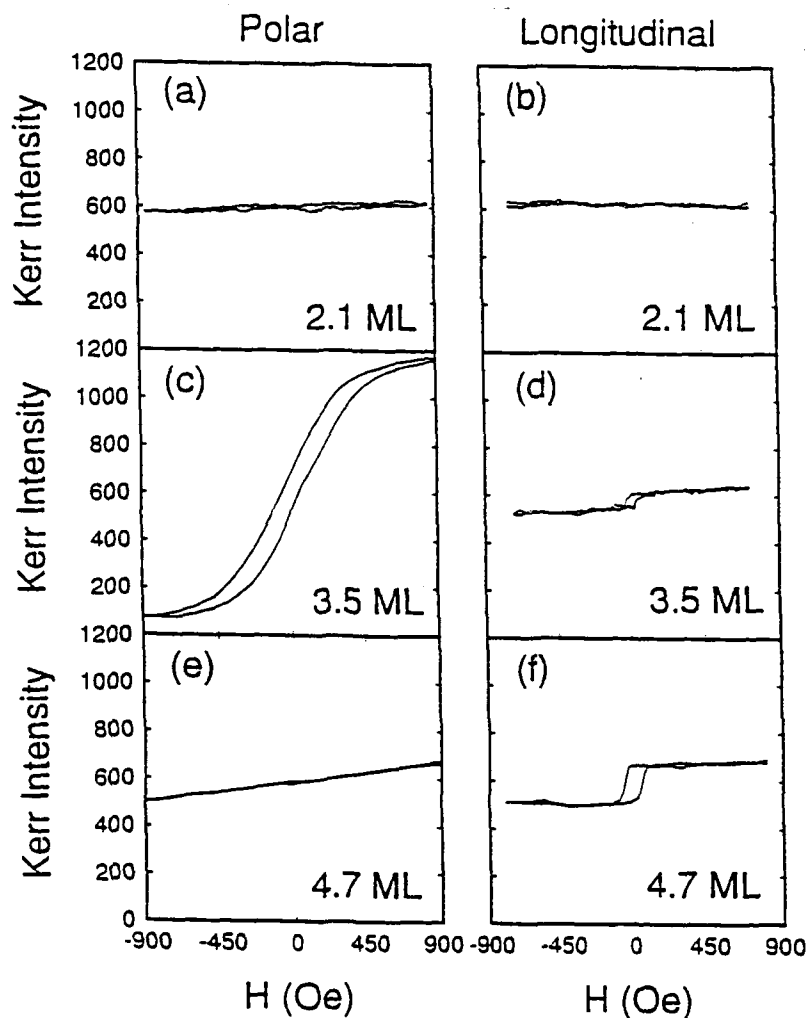 Polar
Longitudinal
Kerr Intensity
1200
1000
800
600
400
200
(a)
2.1 ML
(b)
2.1 ML
Kerr Intensity
1200
1000
800
600
400
200
(c)
3.5 ML
(d)
3.5 ML
Kerr Intensity
1200
1000
800
600
400
200
0
(e)
4.7 ML
(f)
4.7 ML
-900 -450 0 450 900
-900 -450 0 450 900
H (Oe)
H (Oe)